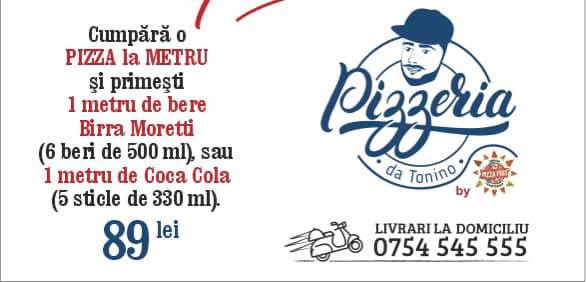 Cumpără o
PIZZA la METRU
şi primeşti
1 metru de bere
Birra Moretti
(6 beri de 500 ml), sau
1 metru de Coca Cola
(5 sticle de 330 ml).
89 lei
Pizzeria
da Tonino
by
LIVRARI LA DOMICILIU
0754 545 555